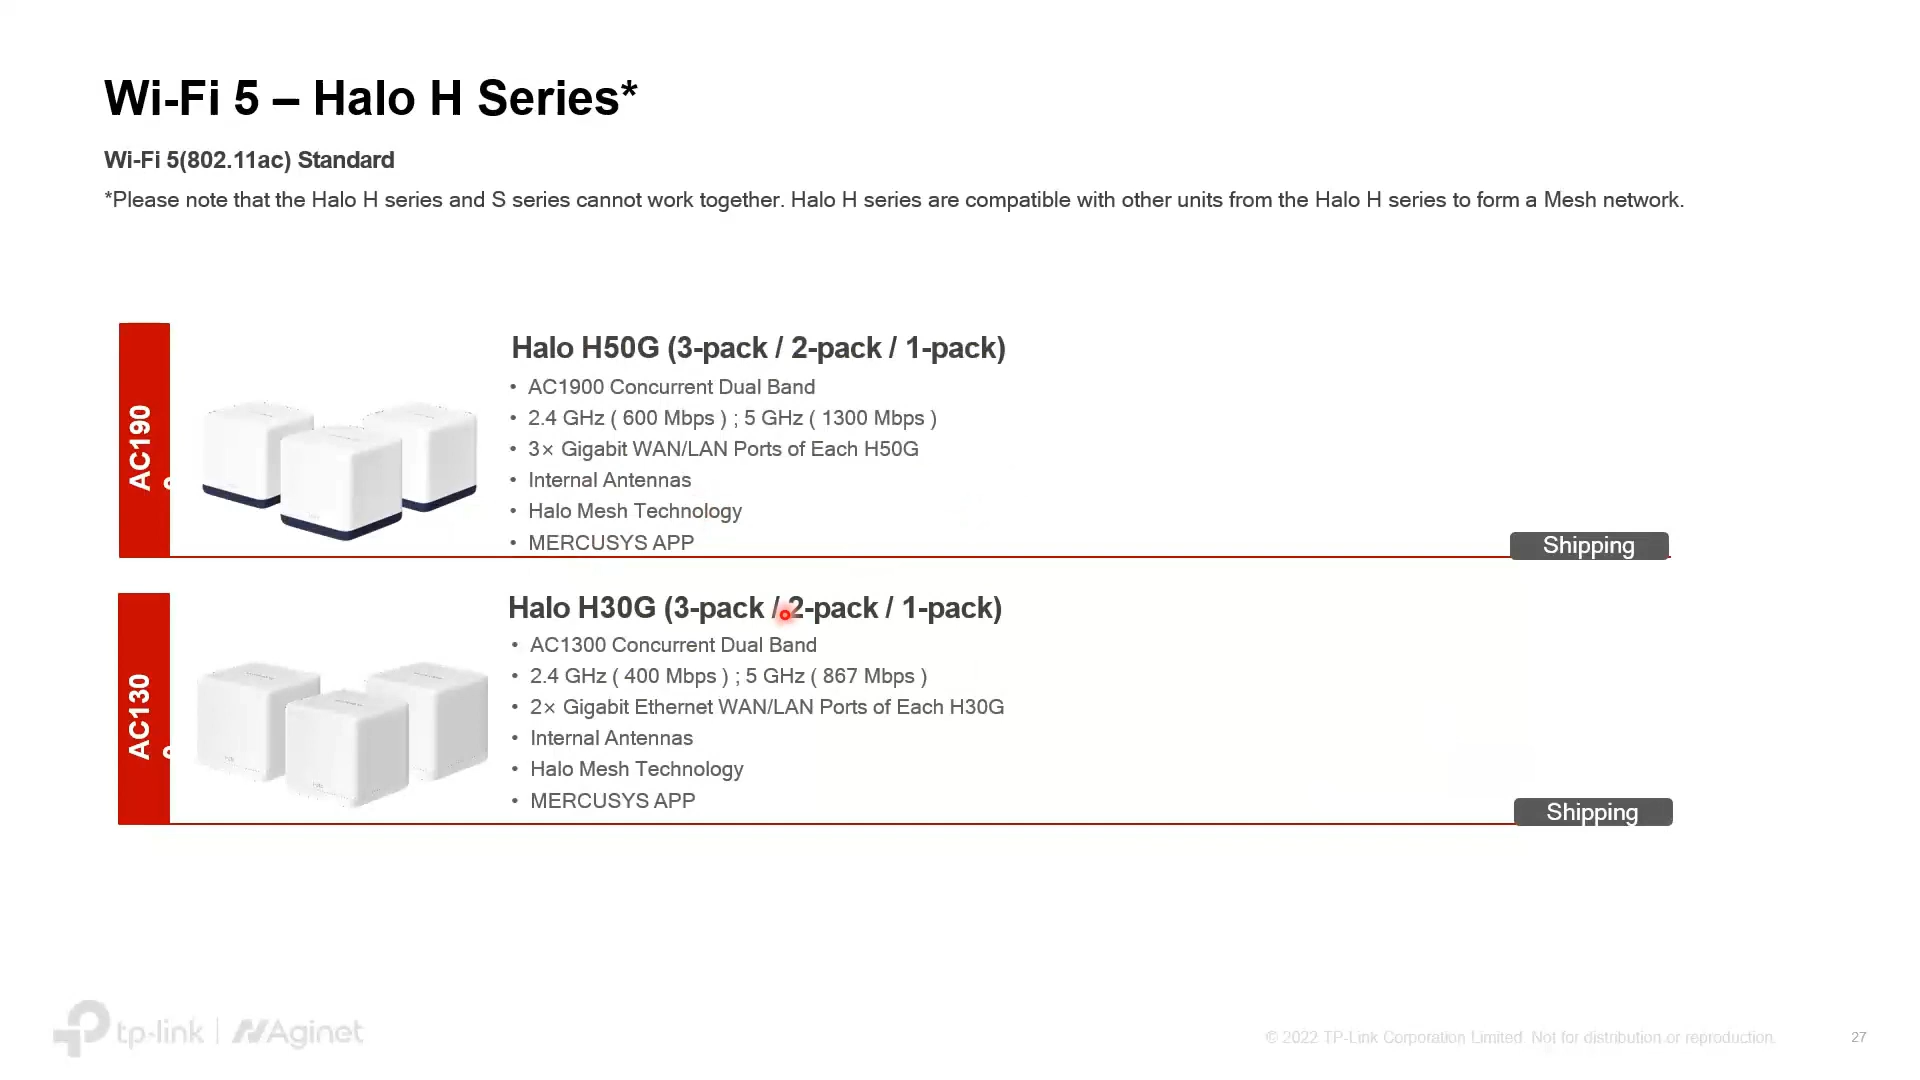 Wi-Fi 5 – Halo H Series*
Wi-Fi 5(802.11ac) Standard
*Please note that the Halo H series and S series cannot work together. Halo H series are compatible with other units from the Halo H series to form a Mesh network.
AC190
Halo H50G (3-pack / 2-pack / 1-pack)
• AC1900 Concurrent Dual Band
• 2.4 GHz ( 600 Mbps ) ; 5 GHz ( 1300 Mbps )
• 3× Gigabit WAN/LAN Ports of Each H50G
• Internal Antennas
• Halo Mesh Technology
• MERCUSYS APP
Shipping
AC130
Halo H30G (3-pack / 2-pack / 1-pack)
• AC1300 Concurrent Dual Band
• 2.4 GHz ( 400 Mbps ) ; 5 GHz ( 867 Mbps )
• 2× Gigabit Ethernet WAN/LAN Ports of Each H30G
• Internal Antennas
• Halo Mesh Technology
• MERCUSYS APP
Shipping
tp-link | Aginet
© 2022 TP-Link Corporation Limited. Not for distribution or reproduction.
27